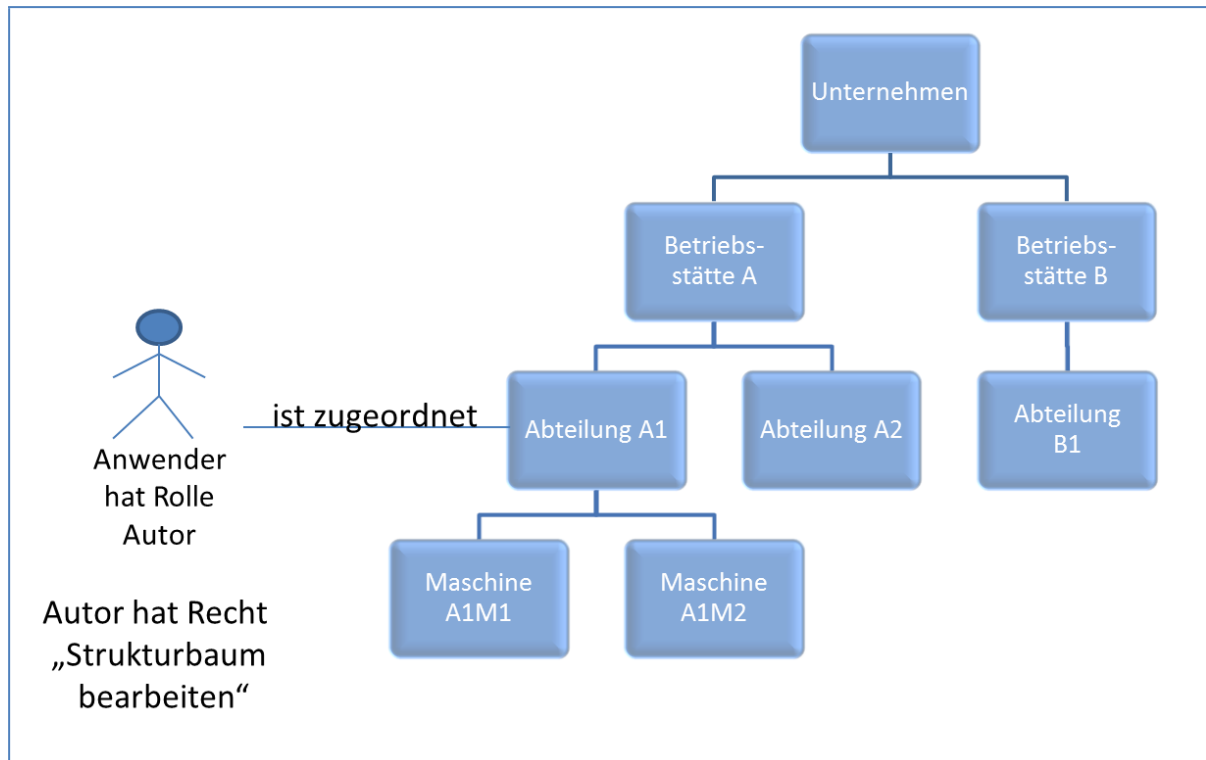 Unternehmen
Betriebs-
stätte A
Betriebs-
stätte B
ist zugeordnet
Abteilung A1
Abteilung A2
Abteilung
B1
Anwender
hat Rolle
Autor
Maschine
A1M1
Maschine
A1M2
Autor hat Recht
„Strukturbaum
bearbeiten“